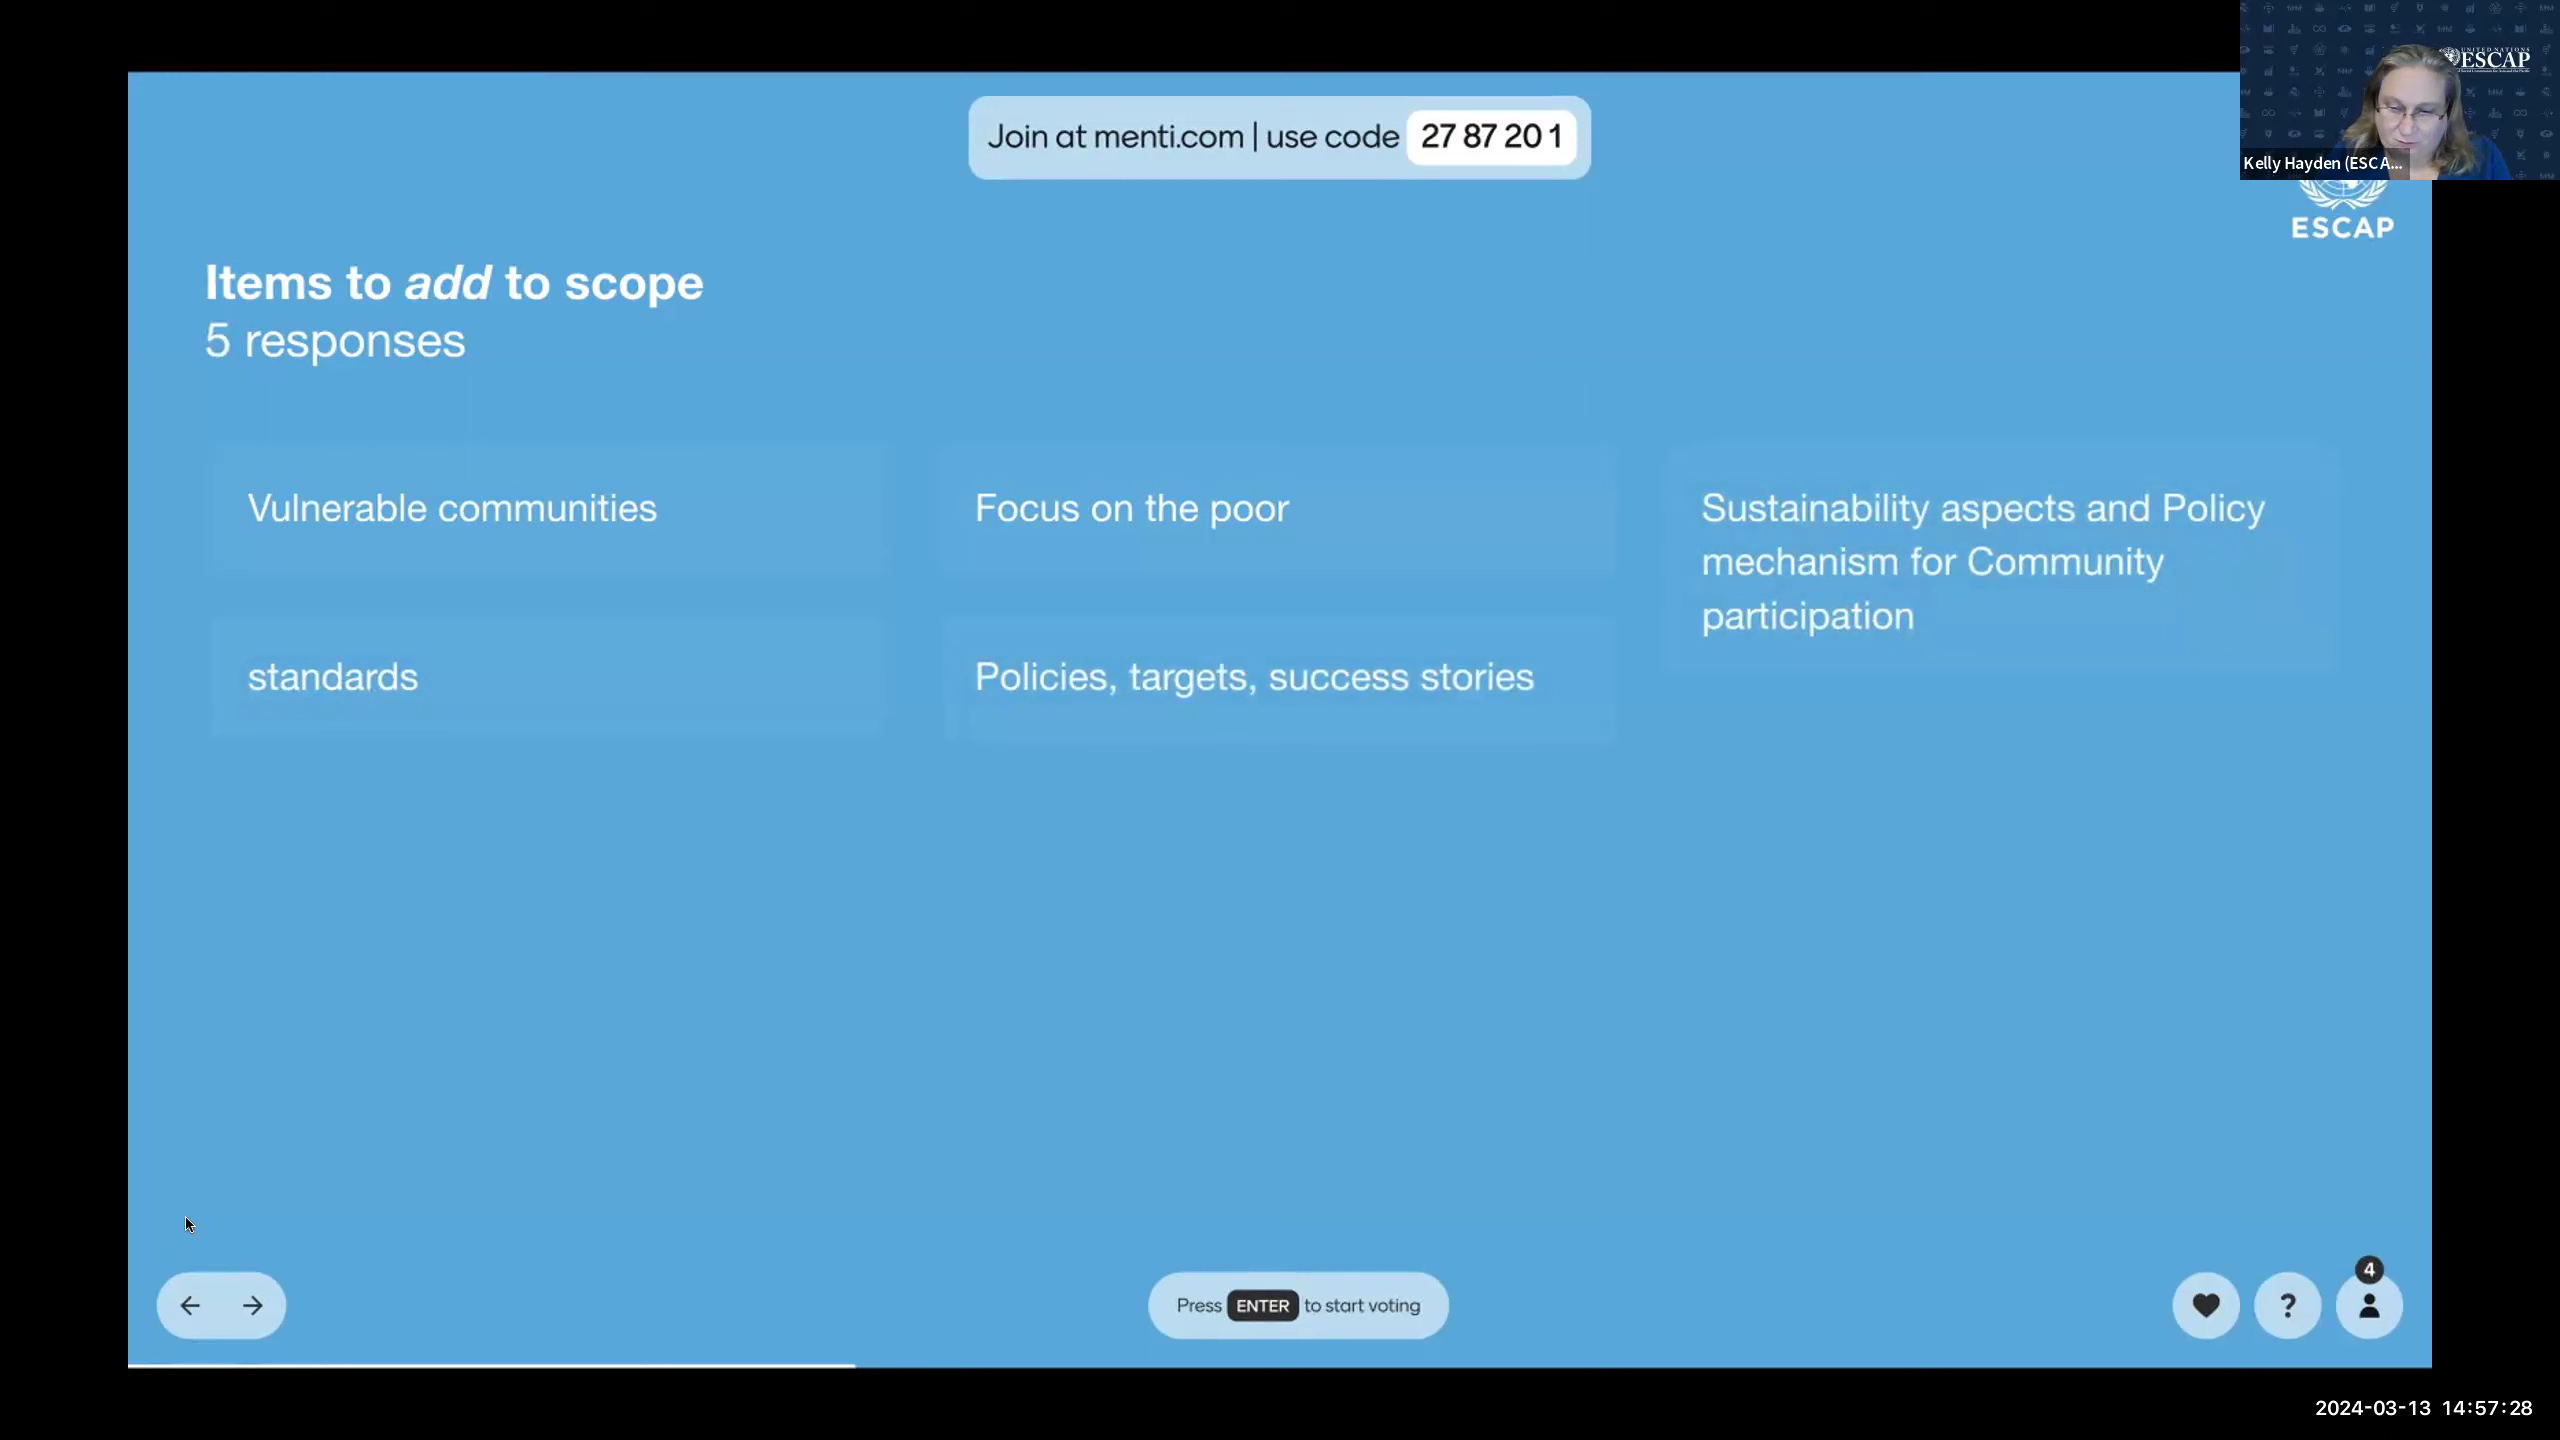 Join at menti.com | use code 27 87 20 1
UNITED NATIONS
ESCAP
Kelly Hayden (ESCA...
ESCAP
Items to add to scope
5 responses
Vulnerable communities
Focus on the poor
Sustainability aspects and Policy
mechanism for Community
participation
standards
Policies, targets, success stories
4
Press ENTER to start voting
?
2024-03-13 14:57:28